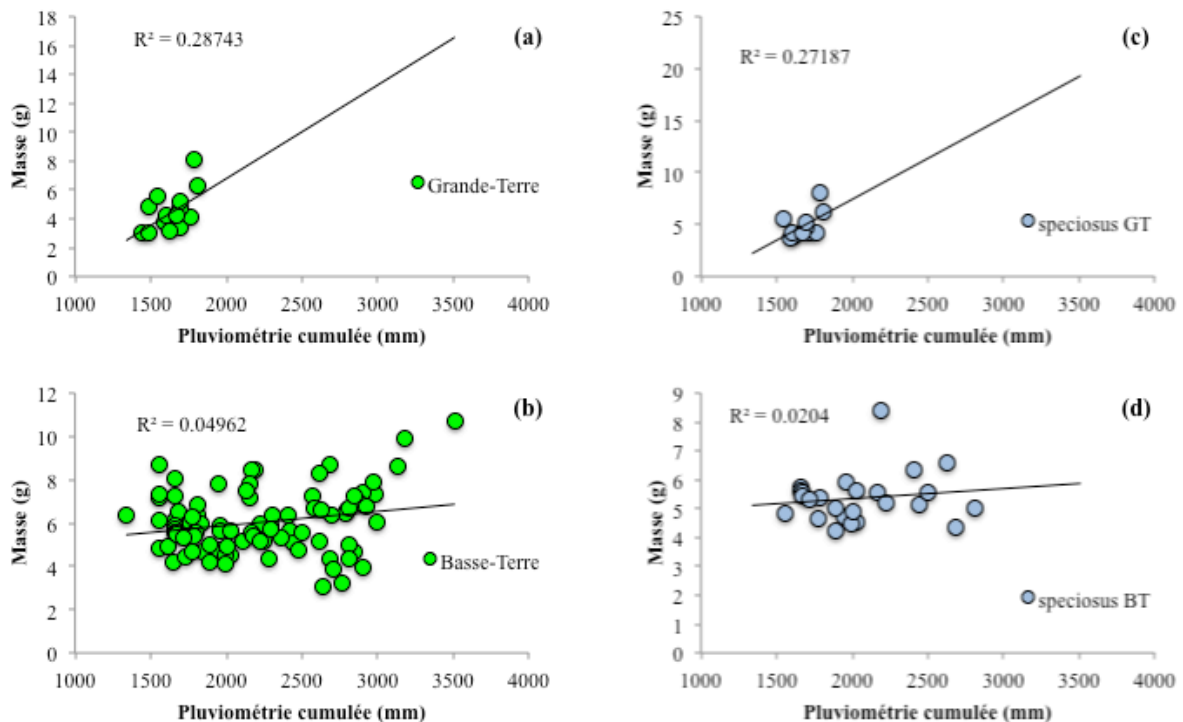 18
16
14
12
10
8
6
4
2
0
R² = 0.28743
(a)
Grande-Terre
Masse (g)
1000 1500 2000 2500 3000 3500 4000
Pluviométrie cumulée (mm)
25
20
15
10
5
0
R² = 0.27187
(c)
speciosus GT
Masse (g)
1000 1500 2000 2500 3000 3500 4000
Pluviométrie cumulée (mm)
12
10
8
6
4
2
0
R² = 0.04962
(b)
Basse-Terre
Masse (g)
1000 1500 2000 2500 3000 3500 4000
Pluviométrie cumulée (mm)
9
8
7
6
5
4
3
2
1
0
R² = 0.0204
(d)
speciosus BT
Masse (g)
1000 1500 2000 2500 3000 3500 4000
Pluviométrie cumulée (mm)